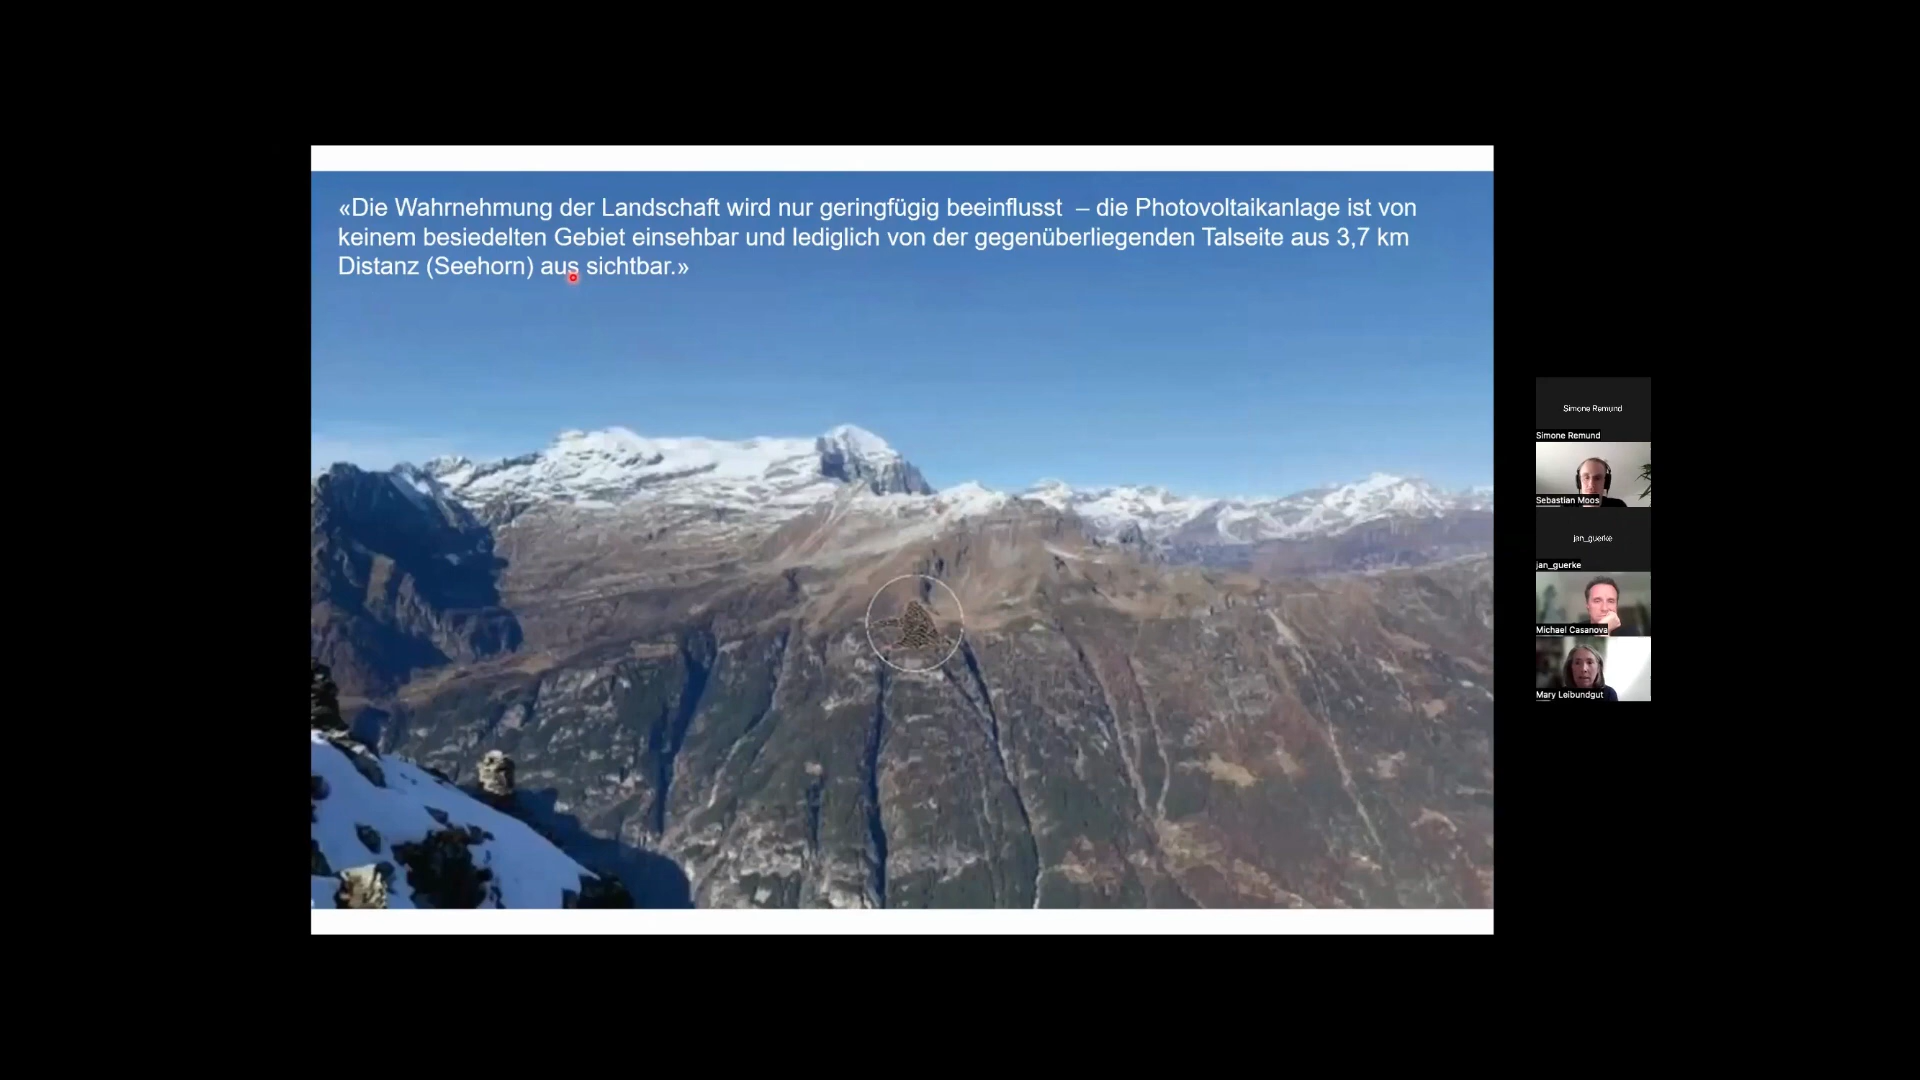 «Die Wahrnehmung der Landschaft wird nur geringfügig beeinflusst – die Photovoltaikanlage ist von
keinem besiedelten Gebiet einsehbar und lediglich von der gegenüberliegenden Talseite aus 3,7 km
Distanz (Seehorn) aus sichtbar.»
Simone Remund
Simone Remund
Sebastian Moos
jan_guerke
jan_guerke
Michael Casanova
Mary Leibundgut